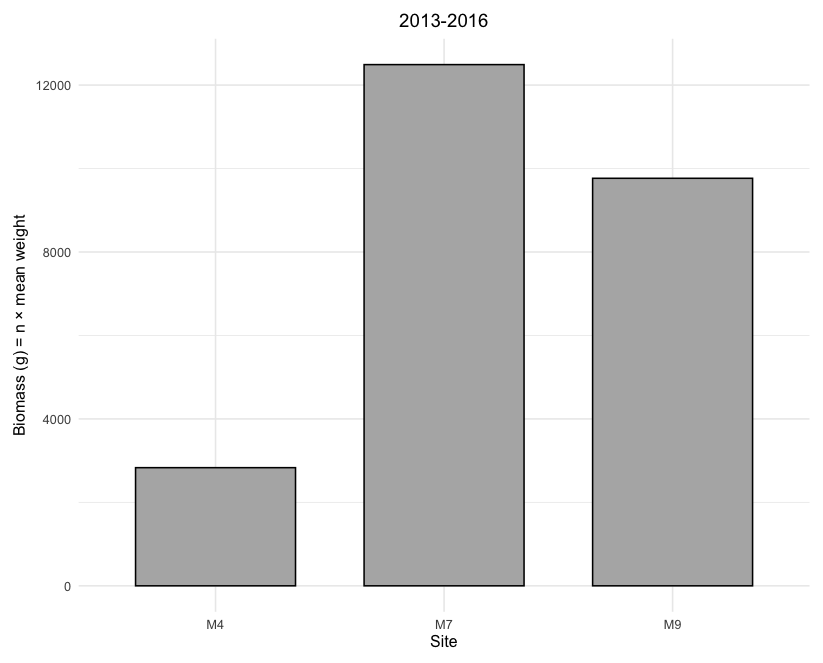 2013-2016
Biomass (g) = n × mean weight
12000
8000
4000
0
M4 M7 M9
Site